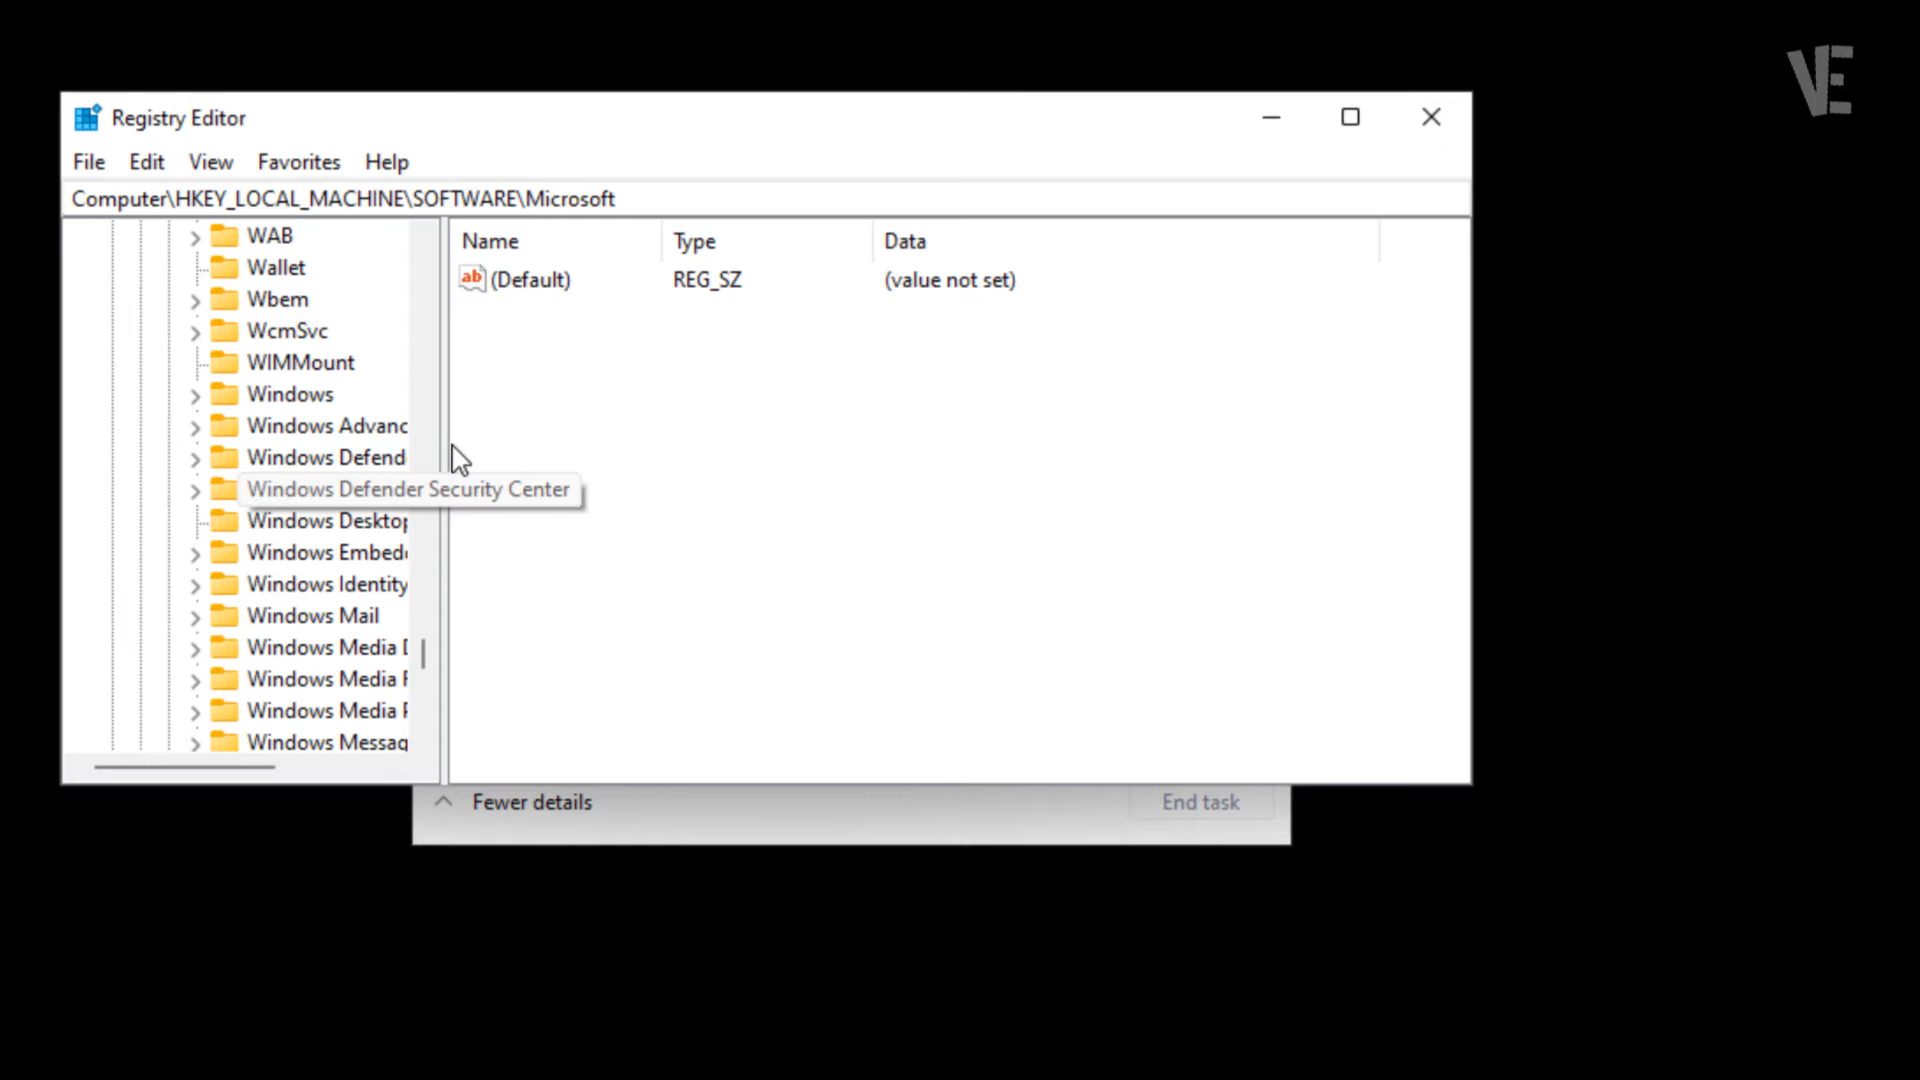 VE
Registry Editor
File Edit View Favorites Help
Computer\HKEY_LOCAL_MACHINE\SOFTWARE\Microsoft
Name Type Data
(Default) REG_SZ (value not set)
WAB
Wallet
Wbem
WcmSvc
WIMMount
Windows
Windows Advanc
Windows Defend
Windows Defender Security Center
Windows Desktop
Windows Embed
Windows Identity
Windows Mail
Windows Media
Windows Media
Windows Media
Windows Messag
Fewer details End task